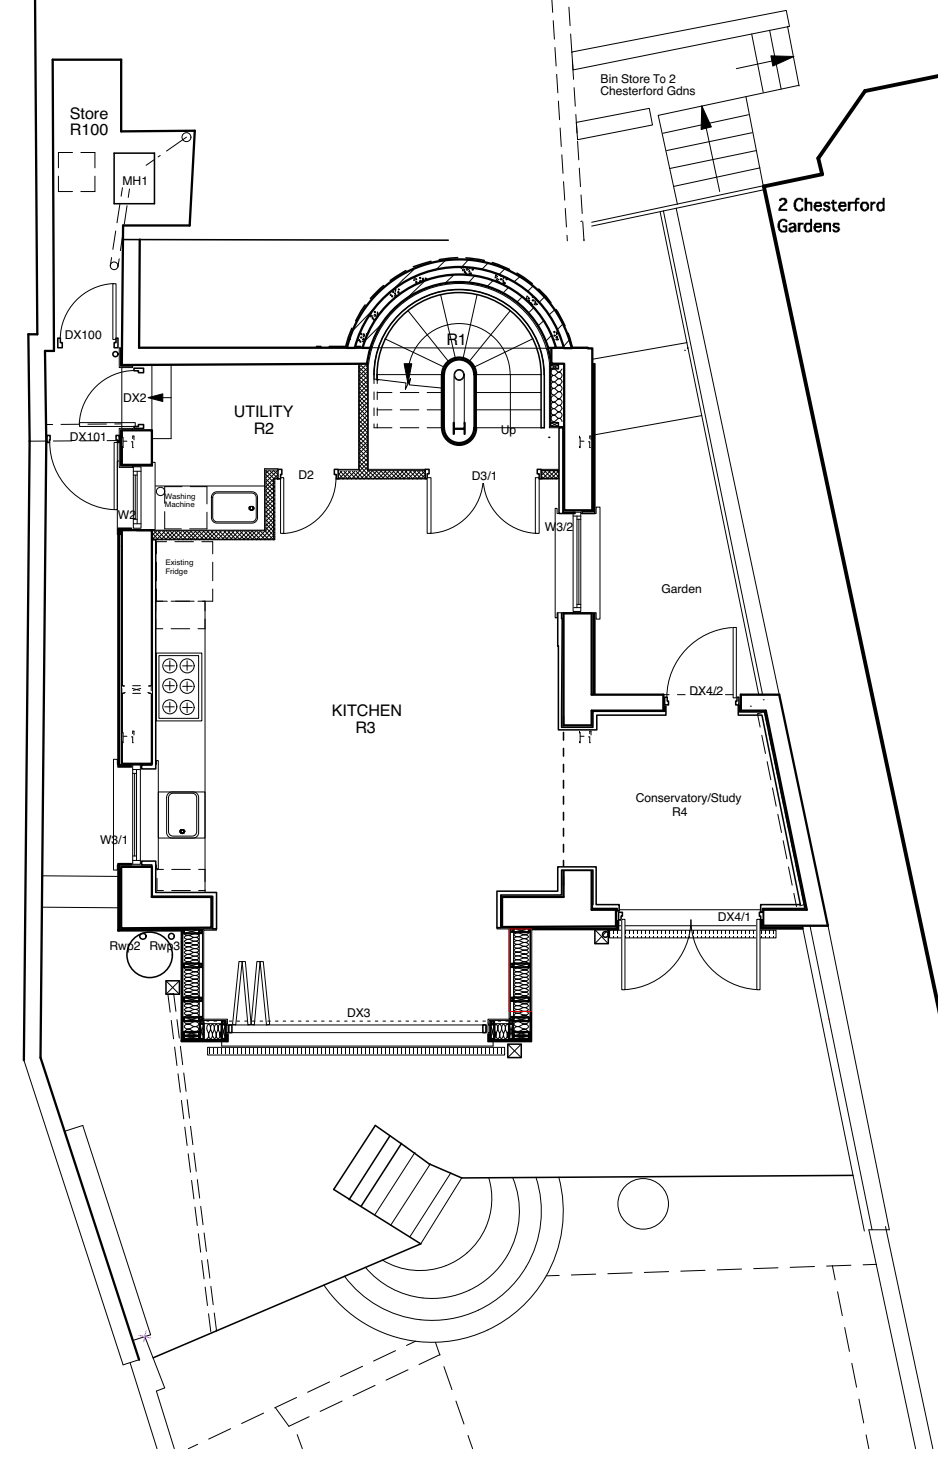 Bin Store To 2
Chesterford Gdns
Store
R100
MH1
2 Chesterford
Gardens
DX100
R1
DX2
UTILITY
R2
Up
DX101
D2
D3/1
Washing
Machine
W2
W3/2
Existing
Fridge
Garden
DX4/2
KITCHEN
R3
Conservatory/Study
R4
W3/1
DX4/1
Rwp2
Rwp3
DX3